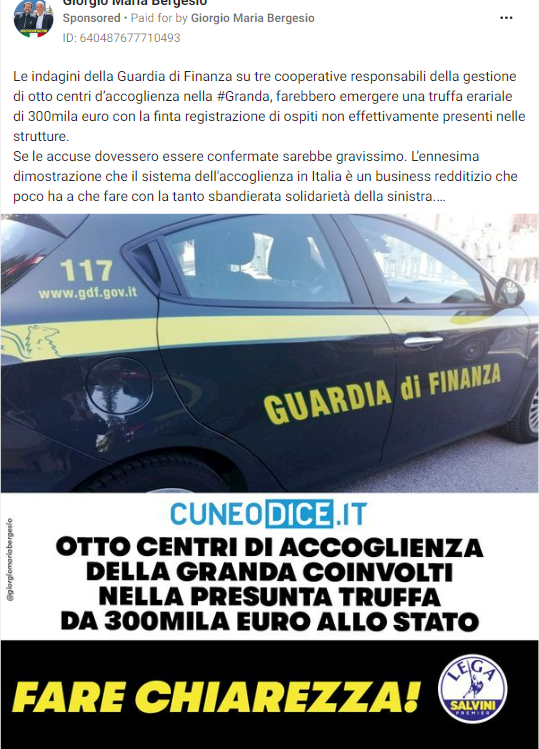 Giorgio Maria Bergesio
Sponsored • Paid for by Giorgio Maria Bergesio
ID: 640487677710493
Le indagini della Guardia di Finanza su tre cooperative responsabili della gestione
di otto centri d’accoglienza nella #Granda, farebbero emergere una truffa erariale
di 300mila euro con la finta registrazione di ospiti non effettivamente presenti nelle
strutture.
Se le accuse dovessero essere confermate sarebbe gravissimo. L’ennesima
dimostrazione che il sistema dell'accoglienza in Italia è un business redditizio che
poco ha a che fare con la tanto sbandierata solidarietà della sinistra....
117
www.gdf.gov.it
GUARDIA di FINANZA
CUNEODICE.IT
@giorgiomariabergesio
OTTO CENTRI DI ACCOGLIENZA
DELLA GRANDA COINVOLTI
NELLA PRESUNTA TRUFFA
DA 300MILA EURO ALLO STATO
FARE CHIAREZZA!
LEGA
SALVINI
PREMIER